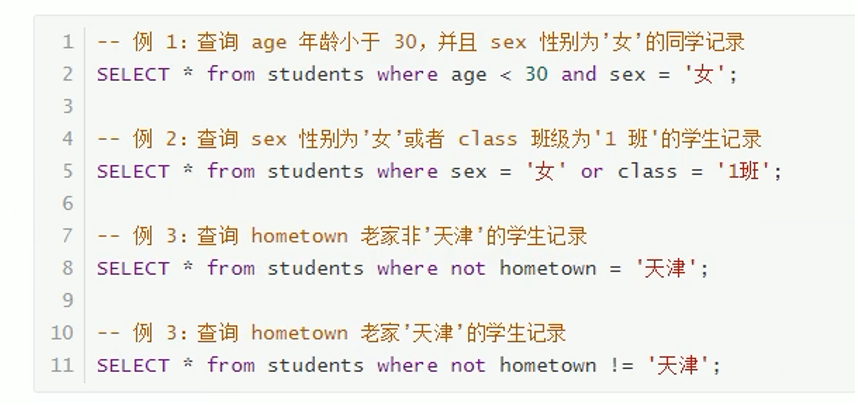 1 -- 例 1：查询 age 年龄小于 30，并且 sex 性别为'女'的同学记录
2 SELECT * from students where age < 30 and sex = '女';
3
4 -- 例 2：查询 sex 性别为'女'或者 class 班级为'1 班'的学生记录
5 SELECT * from students where sex = '女' or class = '1班';
6
7 -- 例 3：查询 hometown 老家非'天津'的学生记录
8 SELECT * from students where not hometown = '天津';
9
10 -- 例 3：查询 hometown 老家'天津'的学生记录
11 SELECT * from students where not hometown != '天津';